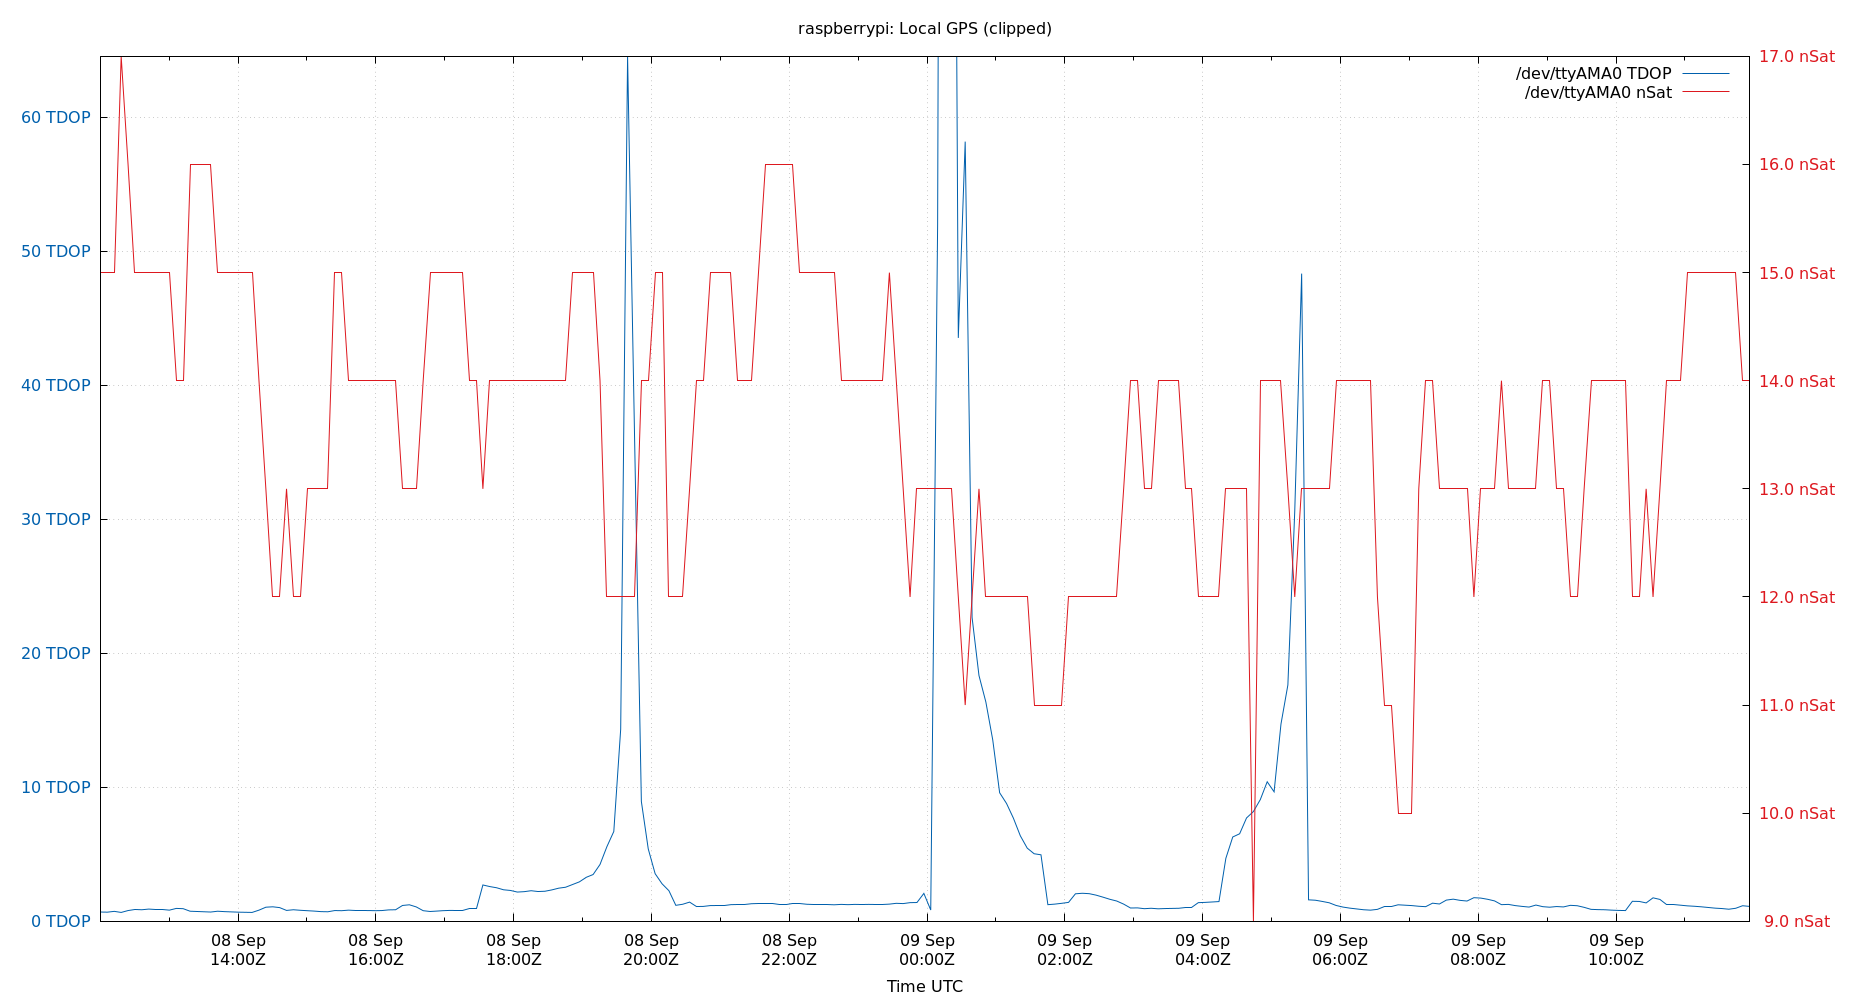 raspberrypi: Local GPS (clipped)
/dev/ttyAMA0 TDOP
/dev/ttyAMA0 nSat
60 TDOP
50 TDOP
40 TDOP
30 TDOP
20 TDOP
10 TDOP
0 TDOP
17.0 nSat
16.0 nSat
15.0 nSat
14.0 nSat
13.0 nSat
12.0 nSat
11.0 nSat
10.0 nSat
9.0 nSat
08 Sep
14:00Z
08 Sep
16:00Z
08 Sep
18:00Z
08 Sep
20:00Z
08 Sep
22:00Z
09 Sep
00:00Z
09 Sep
02:00Z
09 Sep
04:00Z
09 Sep
06:00Z
09 Sep
08:00Z
09 Sep
10:00Z
Time UTC